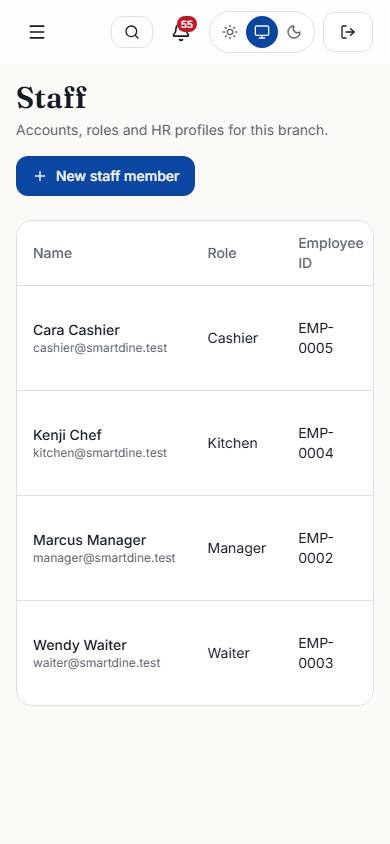 55
Staff
Accounts, roles and HR profiles for this branch.
+ New staff member
Name Role Employee
ID
Cara Cashier
cashier@smartdine.test
Cashier
EMP-
0005
Kenji Chef
kitchen@smartdine.test
Kitchen
EMP-
0004
Marcus Manager
manager@smartdine.test
Manager
EMP-
0002
Wendy Waiter
waiter@smartdine.test
Waiter
EMP-
0003